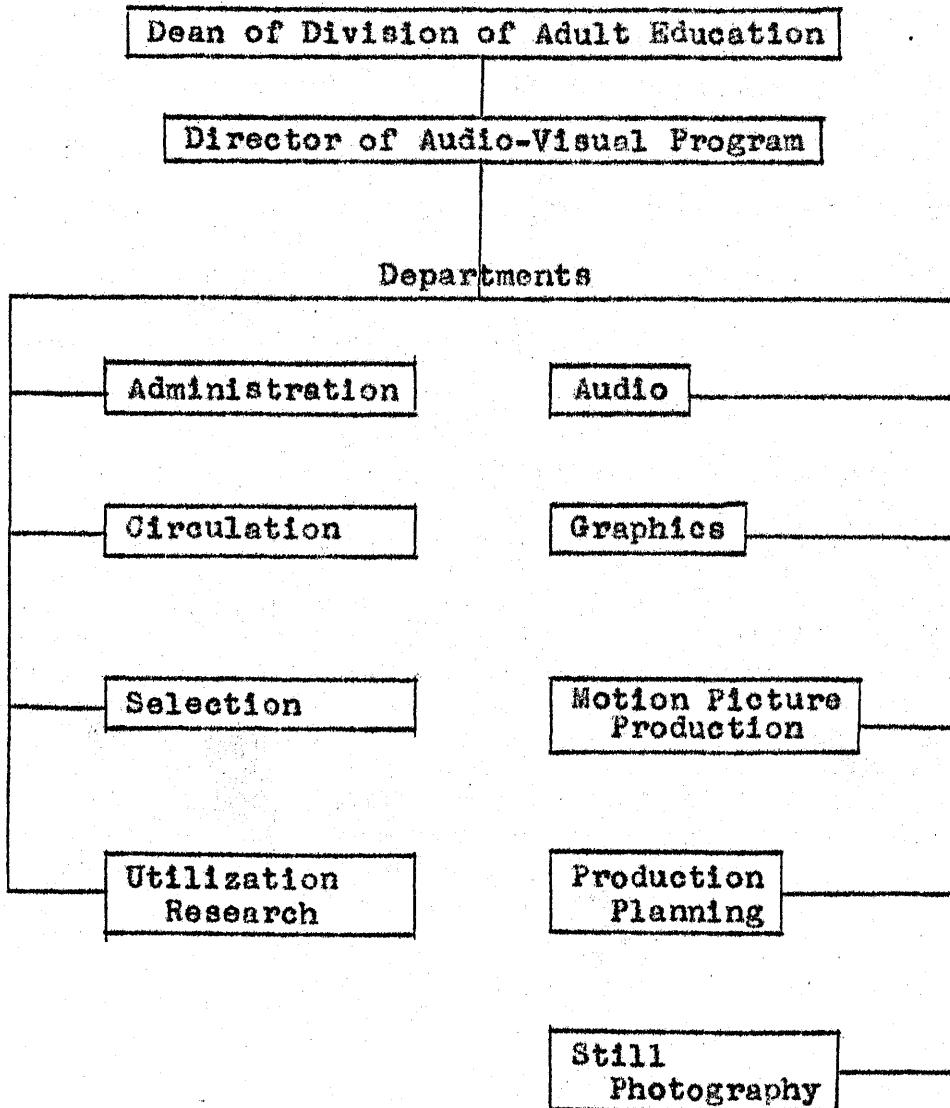 Dean of Division of Adult Education
Director of Audio-Visual Program
Departments
Administration
Audio
Circulation
Graphics
Selection
Motion Picture
Production
Utilization
Research
Production
Planning
Still
Photography